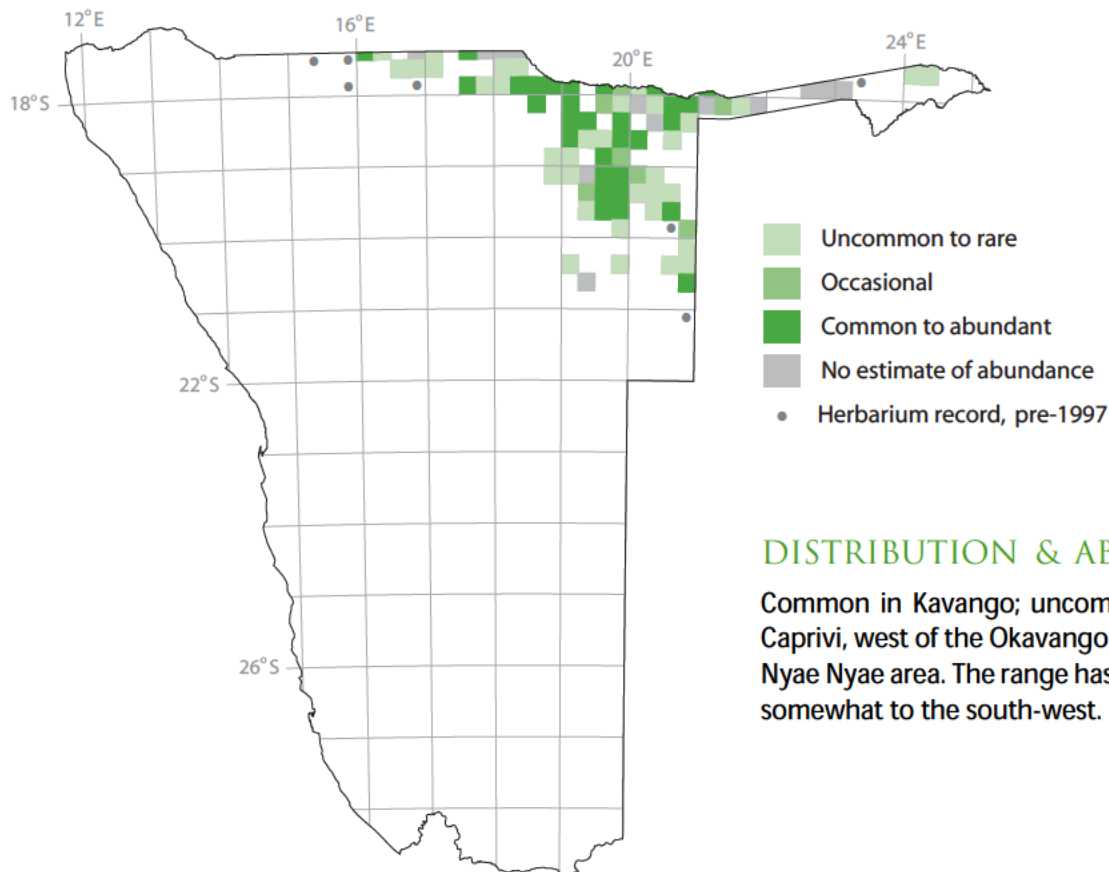 12°E
16°E
20°E
24°E
18°S
22°S
26°S
Uncommon to rare
Occasional
Common to abundant
No estimate of abundance
Herbarium record, pre-1997
DISTRIBUTION & AB
Common in Kavango; uncom
Caprivi, west of the Okavango
Nyae Nyae area. The range has
somewhat to the south-west.